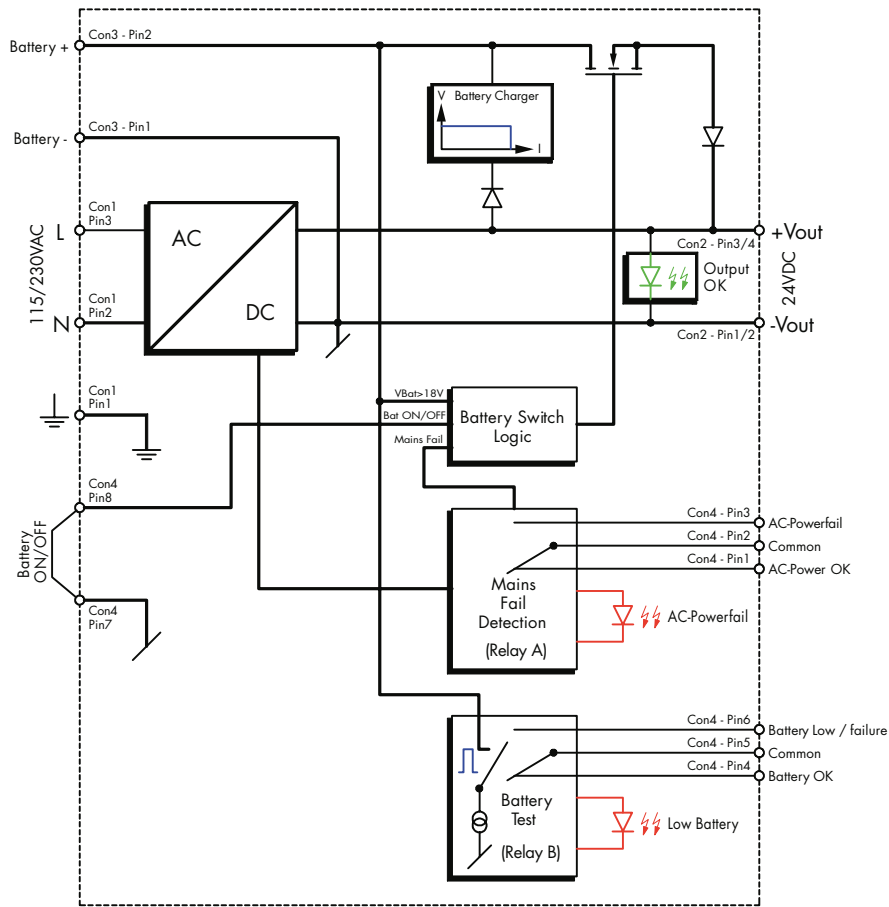 Battery +
Con3 - Pin2
V Battery Charger
I
Battery -
Con3 - Pin1
115/230VAC
L
Con1
Pin3
AC
DC
N
Con1
Pin2
+Vout
Con2 - Pin3/4
Output
OK
24VDC
-Vout
Con2 - Pin1/2
Con1
Pin1
VBat>18V
Bat ON/OFF
Mains Fail
Battery Switch
Logic
Con4
Pin8
Battery
ON/OFF
Con4
Pin7
Con4 - Pin3
AC-Powerfail
Con4 - Pin2
Common
Con4 - Pin1
AC-Power OK
Mains
Fail
Detection
(Relay A)
AC-Powerfail
Con4 - Pin6
Battery Low / failure
Con4 - Pin5
Common
Con4 - Pin4
Battery OK
Battery
Test
(Relay B)
Low Battery